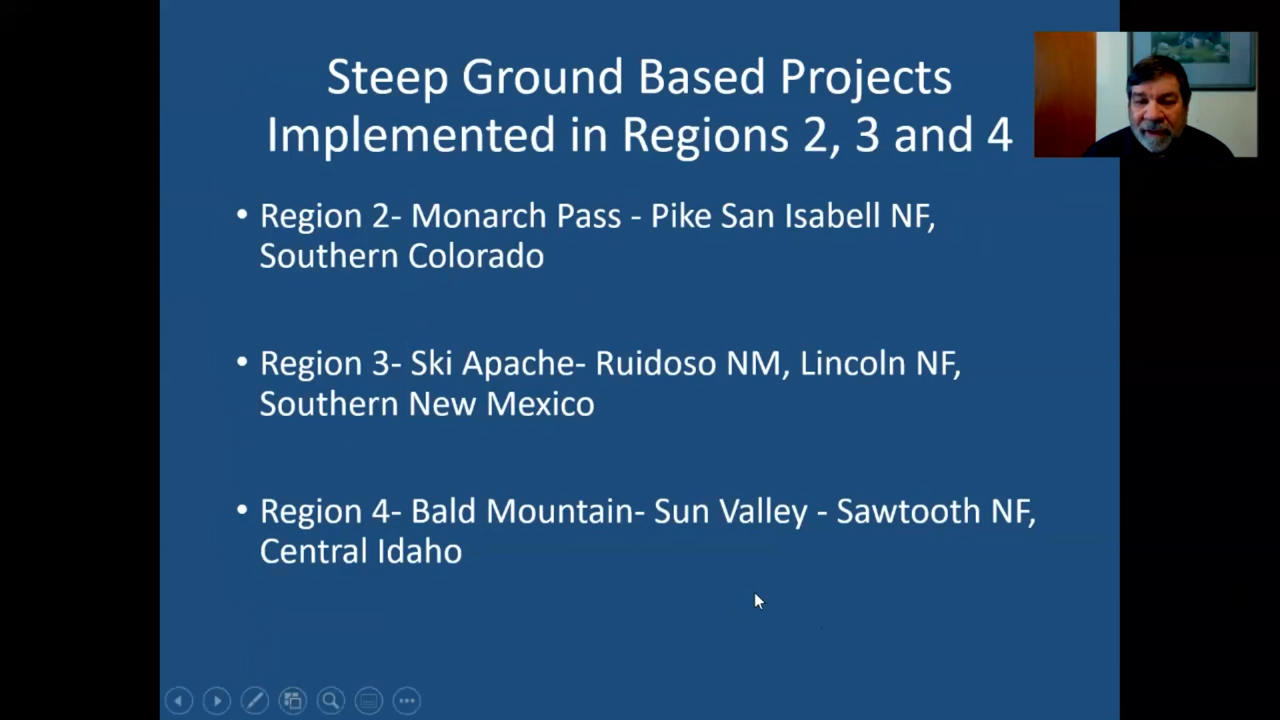 Steep Ground Based Projects
Implemented in Regions 2, 3 and 4
• Region 2- Monarch Pass - Pike San Isabell NF,
Southern Colorado
• Region 3- Ski Apache- Ruidoso NM, Lincoln NF,
Southern New Mexico
• Region 4- Bald Mountain- Sun Valley - Sawtooth NF,
Central Idaho